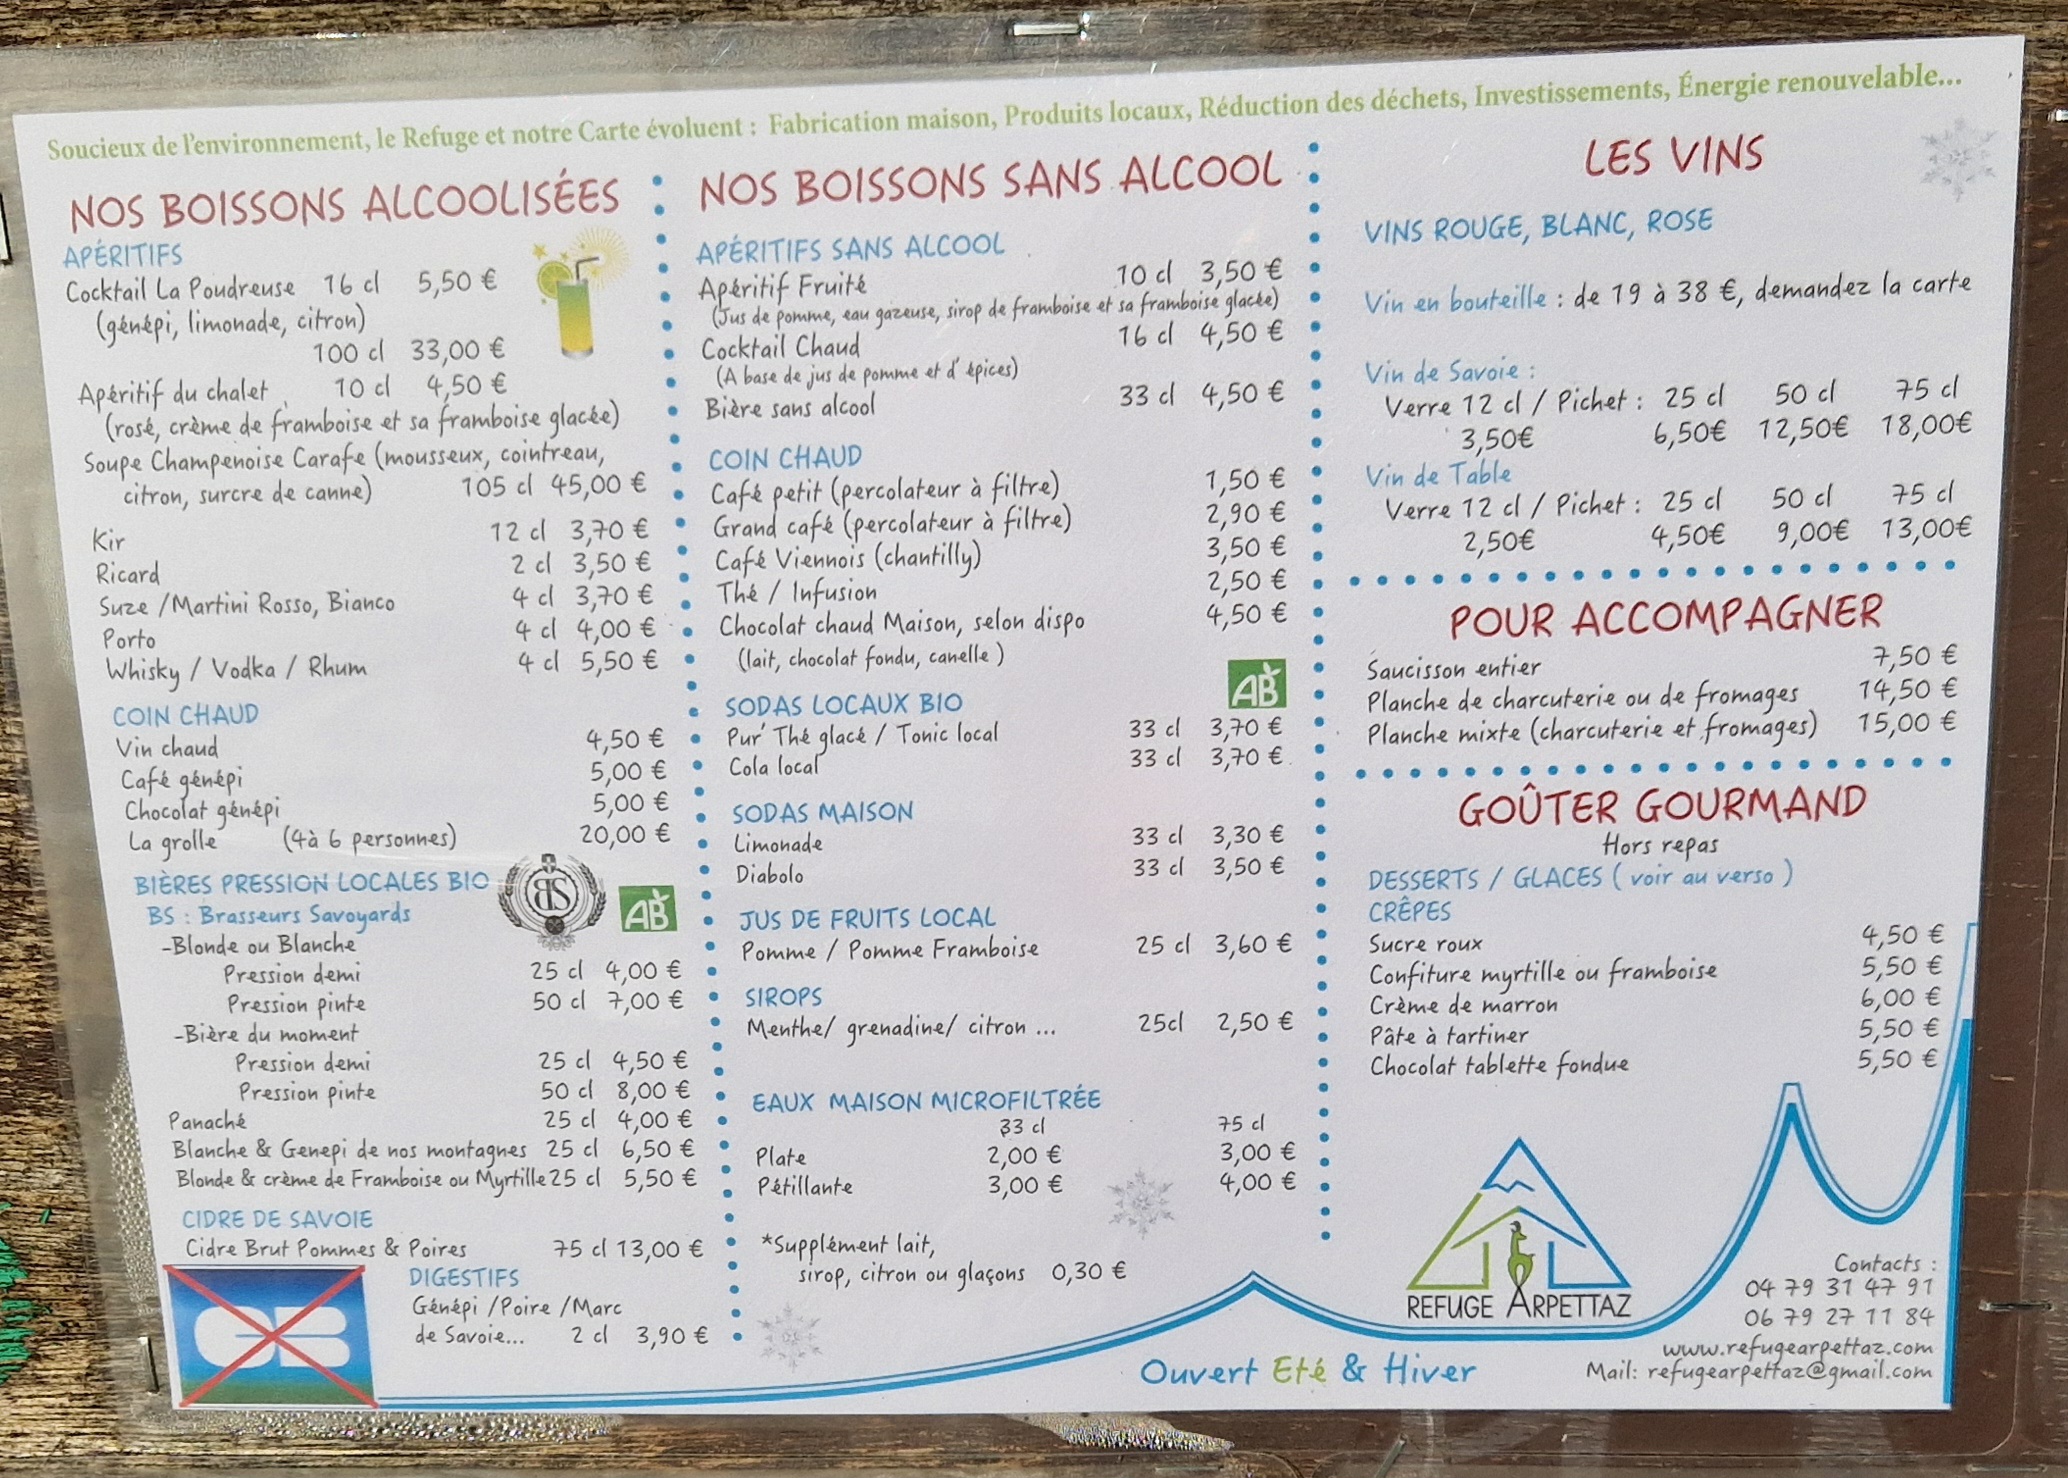 Soucieux de l'environnement, le Refuge et notre Carte évoluent : Fabrication maison, Produits locaux, Réduction des déchets, Investissements, Énergie renouvelable...
NOS BOISSONS ALCOOLISÉES
APÉRITIFS
Cocktail La Poudreuse 16 cl 5,50 €
(génépi, limonade, citron)
100 cl 33,00 €
Apéritif du chalet 10 cl 4,50 €
(rosé, crème de framboise et sa framboise glacée)
Soupe Champenoise Carafe (mousseux, cointreau,
citron, surcre de canne) 105 cl 45,00 €
Kir 12 cl 3,70 €
Ricard 2 cl 3,50 €
Suze /Martini Rosso, Bianco 4 cl 3,70 €
Porto 4 cl 4,00 €
Whisky / Vodka / Rhum 4 cl 5,50 €
COIN CHAUD
Vin chaud 4,50 €
Café génépi 5,00 €
Chocolat génépi 5,00 €
La grolle (4à 6 personnes) 20,00 €
BIÈRES PRESSION LOCALES BIO
BS
AB
BS : Brasseurs Savoyards
-Blonde ou Blanche
Pression demi 25 cl 4,00 €
Pression pinte 50 cl 7,00 €
-Bière du moment
Pression demi 25 cl 4,50 €
Pression pinte 50 cl 8,00 €
Panaché 25 cl 4,00 €
Blanche & Genepi de nos montagnes 25 cl 6,50 €
Blonde & crème de Framboise ou Myrtille 25 cl 5,50 €
CIDRE DE SAVOIE
Cidre Brut Pommes & Poires 75 cl 13,00 €
DIGESTIFS
Génépi /Poire /Marc
de Savoie... 2 cl 3,90 €
CB
NOS BOISSONS SANS ALCOOL
APÉRITIFS SANS ALCOOL
Apéritif Fruité 10 cl 3,50 €
(Jus de pomme, eau gazeuse, sirop de framboise et sa framboise glacée)
Cocktail Chaud 16 cl 4,50 €
(A base de jus de pomme et d' épices)
Bière sans alcool 33 cl 4,50 €
COIN CHAUD
Café petit (percolateur à filtre) 1,50 €
Grand café (percolateur à filtre) 2,90 €
Café Viennois (chantilly) 3,50 €
Thé / Infusion 2,50 €
Chocolat chaud Maison, selon dispo 4,50 €
(lait, chocolat fondu, canelle )
AB
SODAS LOCAUX BIO
Pur' Thé glacé / Tonic local 33 cl 3,70 €
Cola local 33 cl 3,70 €
SODAS MAISON
Limonade 33 cl 3,30 €
Diabolo 33 cl 3,50 €
JUS DE FRUITS LOCAL
Pomme / Pomme Framboise 25 cl 3,60 €
SIROPS
Menthe/ grenadine/ citron ... 25cl 2,50 €
EAUX MAISON MICROFILTRÉE
33 cl 75 cl
Plate 2,00 € 3,00 €
Pétillante 3,00 € 4,00 €
*Supplément lait,
sirop, citron ou glaçons 0,30 €
LES VINS
VINS ROUGE, BLANC, ROSE
Vin en bouteille : de 19 à 38 €, demandez la carte
Vin de Savoie :
Verre 12 cl / Pichet : 25 cl 50 cl 75 cl
3,50€ 6,50€ 12,50€ 18,00€
Vin de Table
Verre 12 cl / Pichet : 25 cl 50 cl 75 cl
2,50€ 4,50€ 9,00€ 13,00€
POUR ACCOMPAGNER
Saucisson entier 7,50 €
Planche de charcuterie ou de fromages 14,50 €
Planche mixte (charcuterie et fromages) 15,00 €
GOÛTER GOURMAND
Hors repas
DESSERTS / GLACES ( voir au verso )
CRÊPES
Sucre roux 4,50 €
Confiture myrtille ou framboise 5,50 €
Crème de marron 6,00 €
Pâte à tartiner 5,50 €
Chocolat tablette fondue 5,50 €
REFUGE ARPETTAZ
Ouvert Eté & Hiver
Contacts :
04 79 31 47 91
06 79 27 11 84
www.refugearpettaz.com
Mail: refugearpettaz@gmail.com